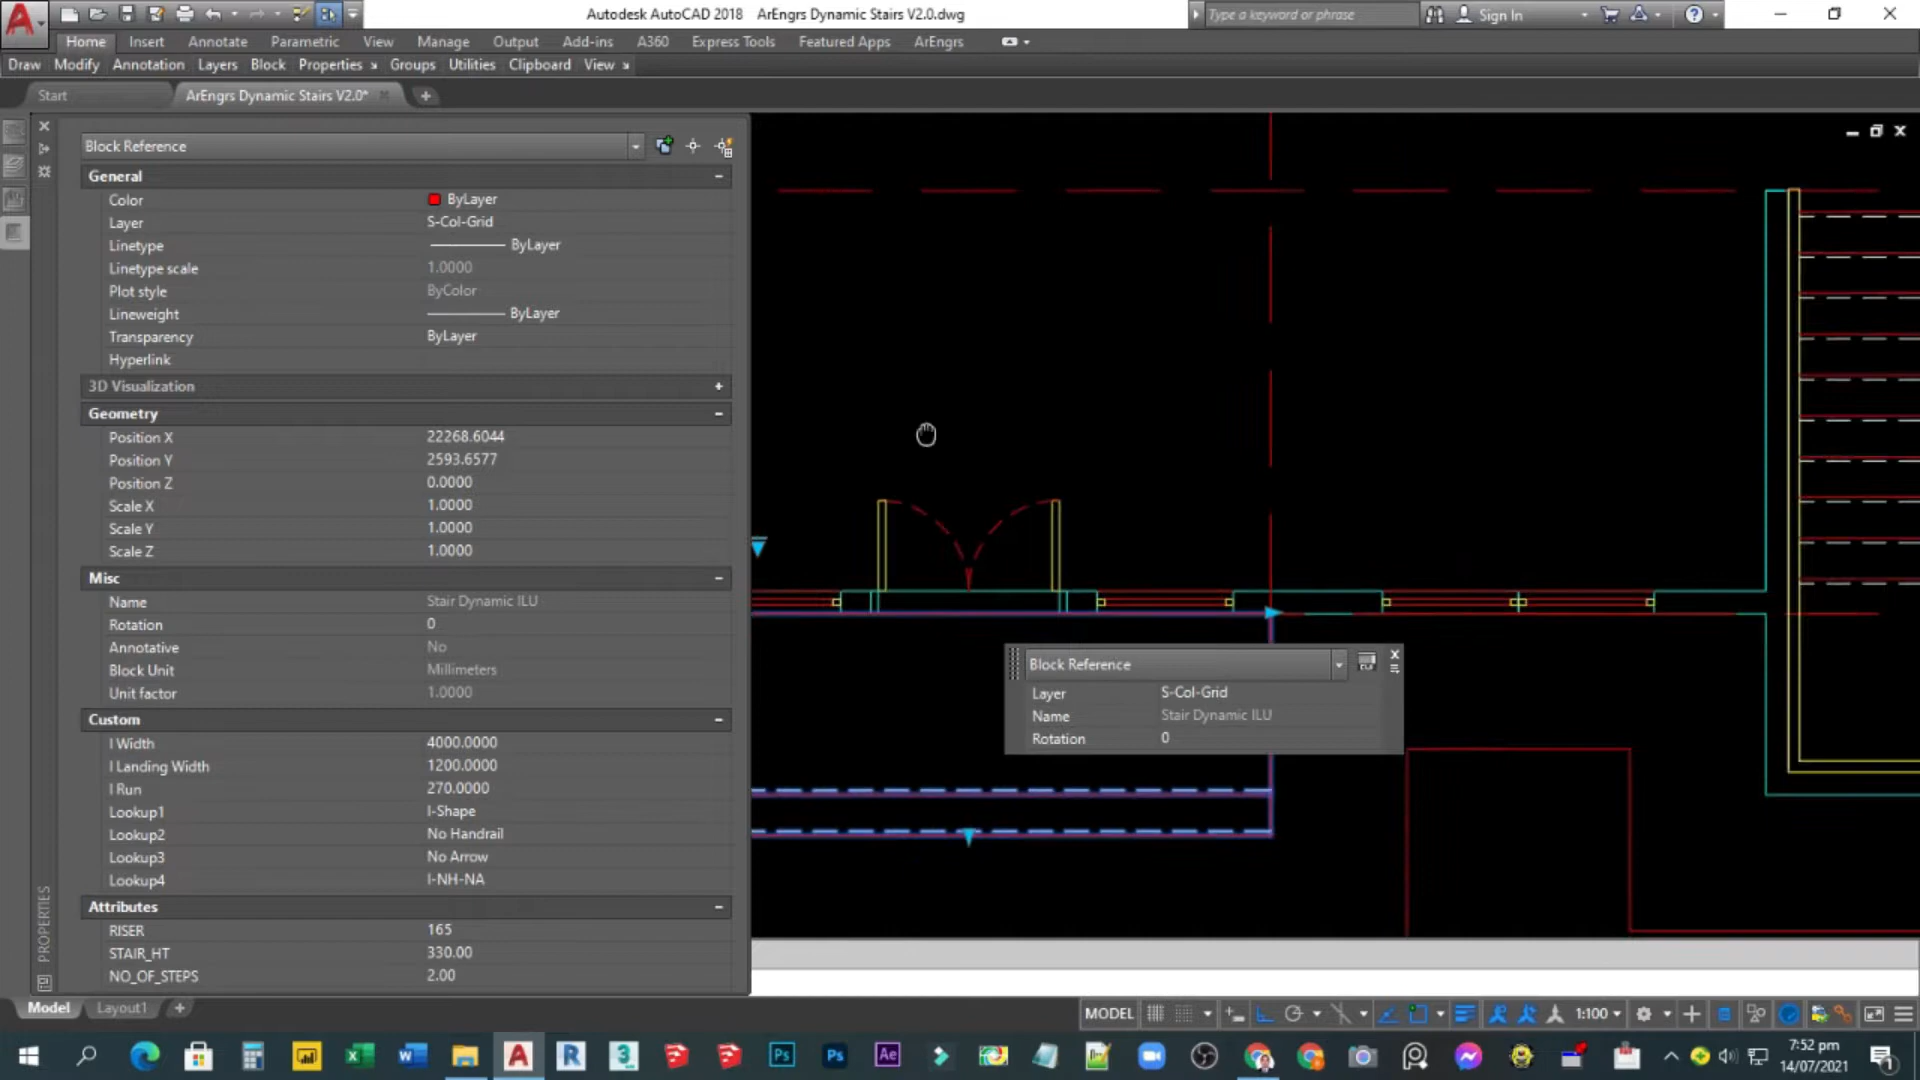 Autodesk AutoCAD 2018 ArEngrs Dynamic Stairs V2.0.dwg
Type a keyword or phrase
Sign In
Home Insert Annotate Parametric View Manage Output Add-ins A360 Express Tools Featured Apps ArEngrs
Draw Modify Annotation Layers Block Properties Groups Utilities Clipboard View
Start
ArEngrs Dynamic Stairs V2.0*
Block Reference
General
Color ByLayer
Layer S-Col-Grid
Linetype ByLayer
Linetype scale 1.0000
Plot style ByColor
Lineweight ByLayer
Transparency ByLayer
Hyperlink
3D Visualization
Geometry
Position X 22268.6044
Position Y 2593.6577
Position Z 0.0000
Scale X 1.0000
Scale Y 1.0000
Scale Z 1.0000
Misc
Name Stair Dynamic ILU
Rotation 0
Annotative No
Block Unit Millimeters
Unit factor 1.0000
Custom
I Width 4000.0000
I Landing Width 1200.0000
I Run 270.0000
Lookup1 I-Shape
Lookup2 No Handrail
Lookup3 No Arrow
Lookup4 I-NH-NA
Attributes
RISER 165
STAIR_HT 330.00
NO_OF_STEPS 2.00
PROPERTIES
Block Reference
Layer S-Col-Grid
Name Stair Dynamic ILU
Rotation 0
Model Layout1
MODEL
1:100
7:52 pm
14/07/2021